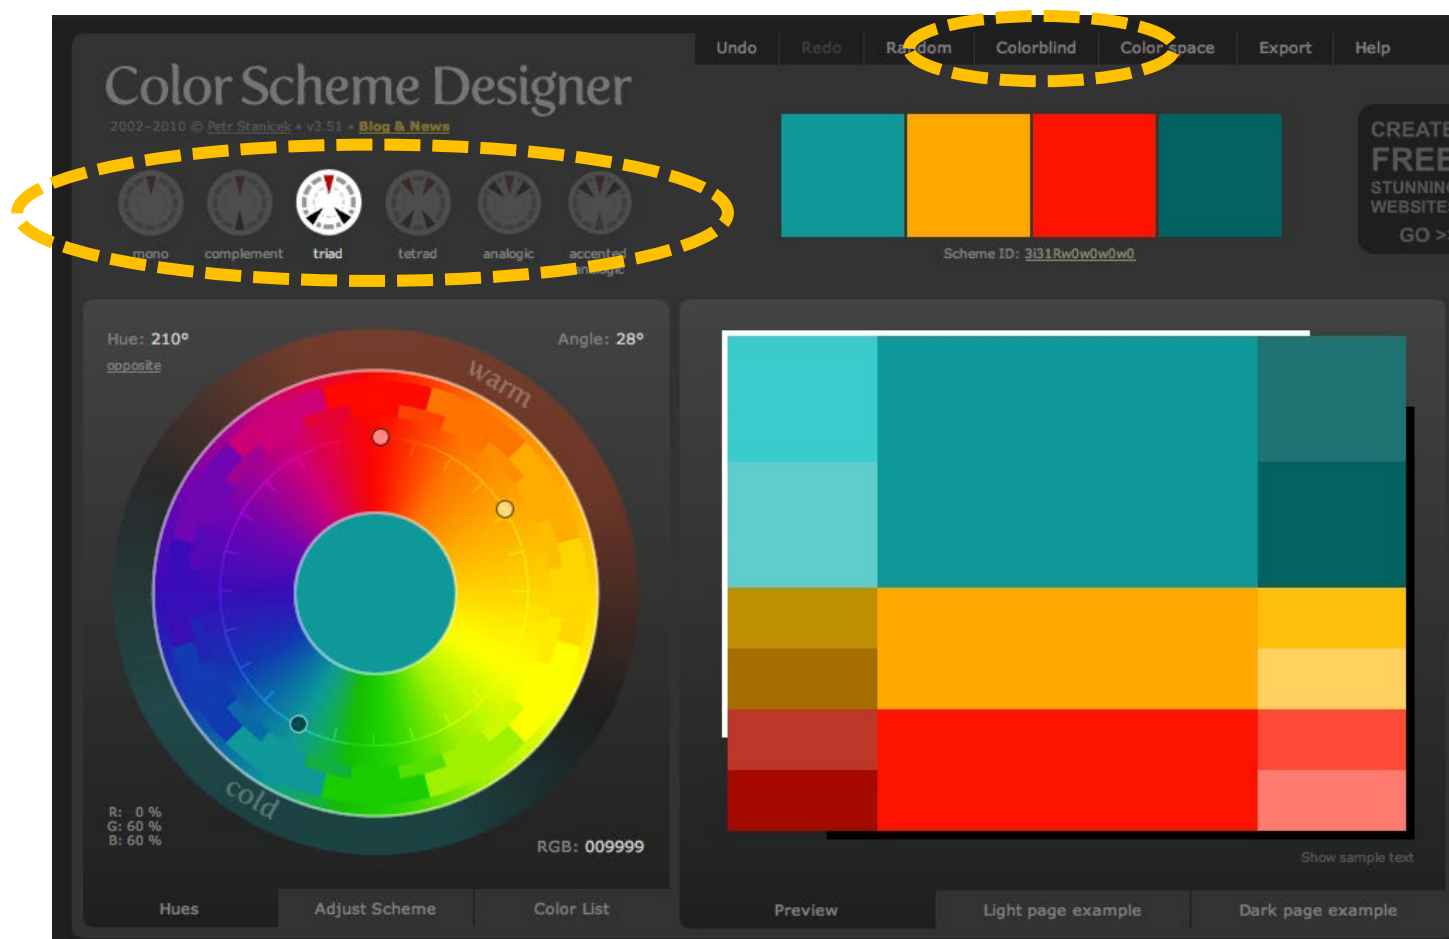 Undo Redo Random Colorblind Color space Export Help
Color Scheme Designer
2002–2010 © Petr Stanicek • v3.51 • Blog & News
mono complement triad tetrad analogic accented
analogic
Scheme ID: 3i31Rw0w0w0w0
CREATE
FREE
STUNNING
WEBSITES
GO >
Hue: 210°
Angle: 28°
opposite
warm
cold
R: 0 %
G: 60 %
B: 60 %
RGB: 009999
Show sample text
Hues Adjust Scheme Color List
Preview Light page example Dark page example